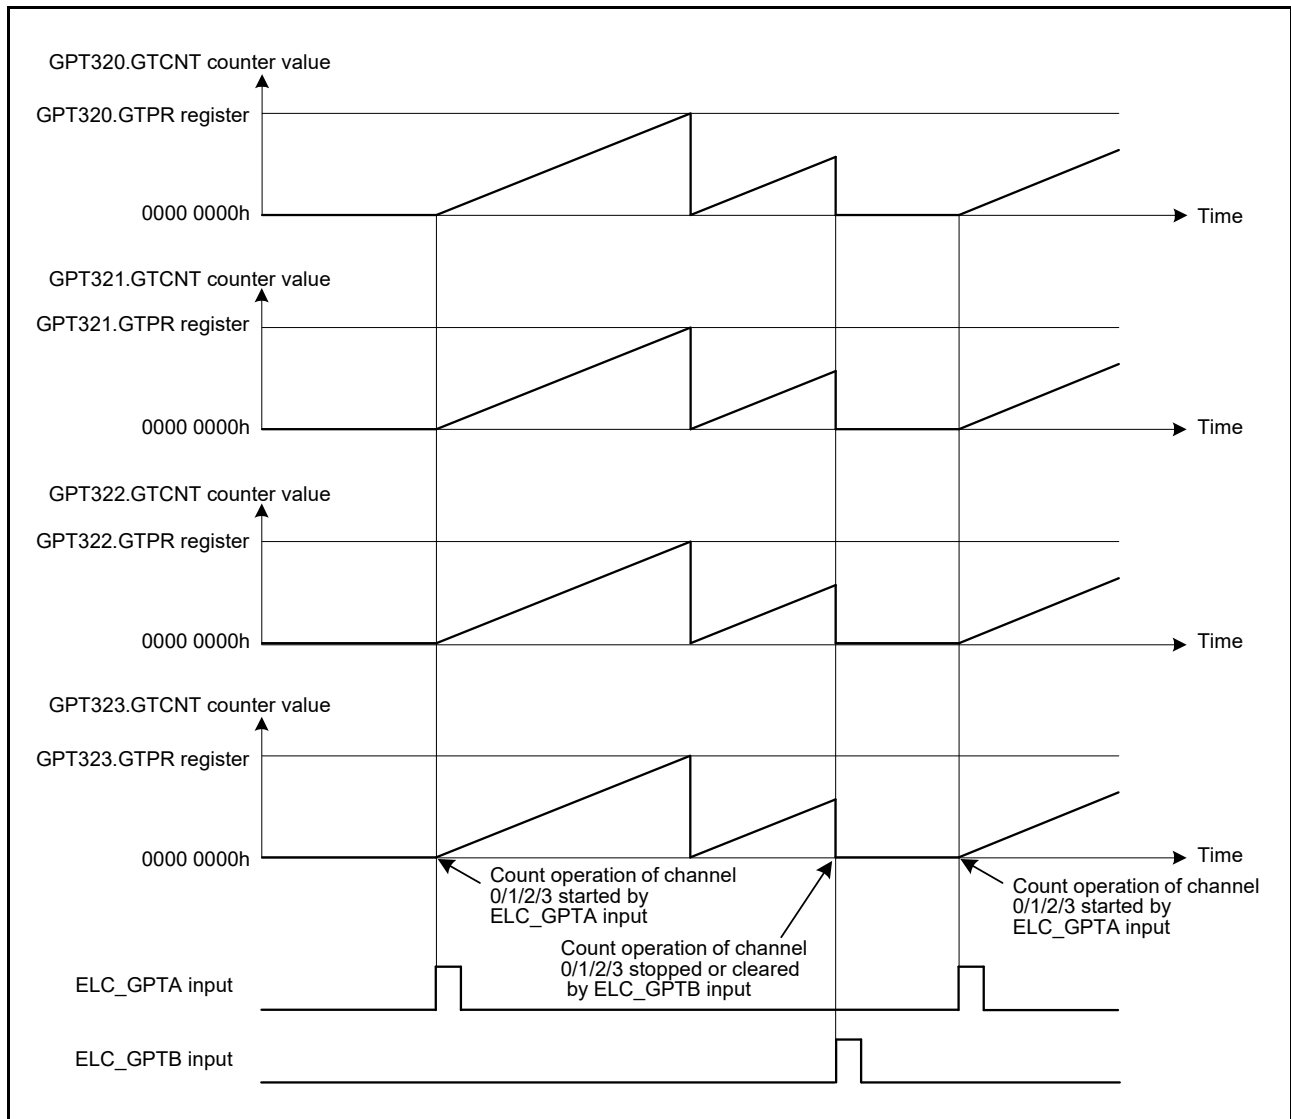 GPT320.GTCNT counter value
GPT320.GTPR register
0000 0000h
Time
GPT321.GTCNT counter value
GPT321.GTPR register
0000 0000h
Time
GPT322.GTCNT counter value
GPT322.GTPR register
0000 0000h
Time
GPT323.GTCNT counter value
GPT323.GTPR register
0000 0000h
Time
Count operation of channel
0/1/2/3 started by
ELC_GPTA input
Count operation of channel
0/1/2/3 stopped or cleared
by ELC_GPTB input
Count operation of channel
0/1/2/3 started by
ELC_GPTA input
ELC_GPTA input
ELC_GPTB input